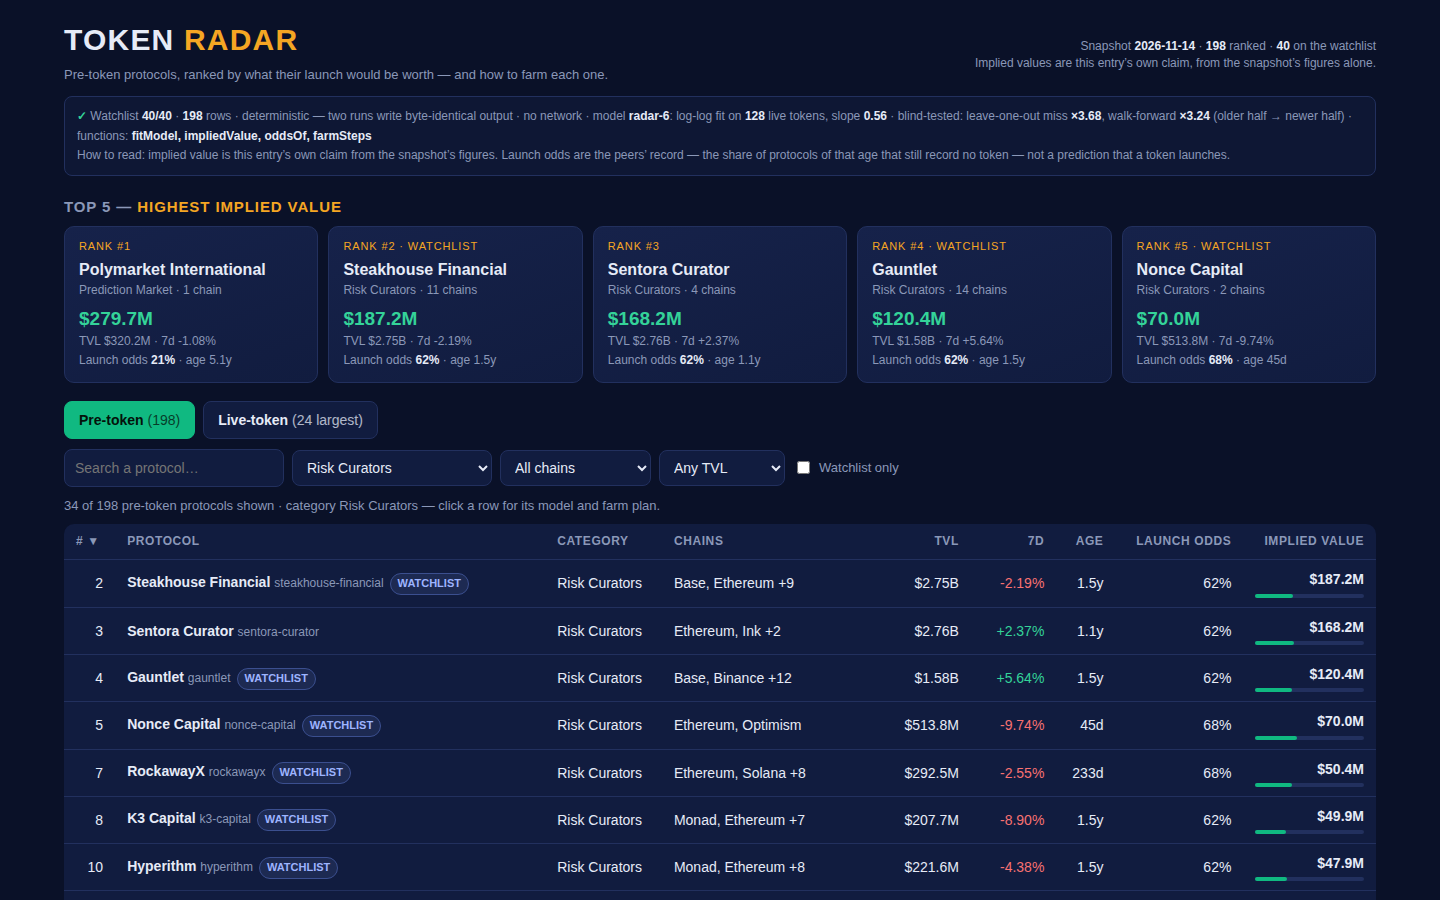 TOKEN RADAR
Pre-token protocols, ranked by what their launch would be worth — and how to farm each one.
Snapshot 2026-11-14 · 198 ranked · 40 on the watchlist
Implied values are this entry's own claim, from the snapshot's figures alone.
✓ Watchlist 40/40 · 198 rows · deterministic — two runs write byte-identical output · no network · model radar-6: log-log fit on 128 live tokens, slope 0.56 · blind-tested: leave-one-out miss ×3.68, walk-forward ×3.24 (older half → newer half) ·
functions: fitModel, impliedValue, oddsOf, farmSteps
How to read: implied value is this entry's own claim from the snapshot's figures. Launch odds are the peers' record — the share of protocols of that age that still record no token — not a prediction that a token launches.
TOP 5 — HIGHEST IMPLIED VALUE
RANK #1
Polymarket International
Prediction Market · 1 chain
$279.7M
TVL $320.2M · 7d -1.08%
Launch odds 21% · age 5.1y
RANK #2 · WATCHLIST
Steakhouse Financial
Risk Curators · 11 chains
$187.2M
TVL $2.75B · 7d -2.19%
Launch odds 62% · age 1.5y
RANK #3
Sentora Curator
Risk Curators · 4 chains
$168.2M
TVL $2.76B · 7d +2.37%
Launch odds 62% · age 1.1y
RANK #4 · WATCHLIST
Gauntlet
Risk Curators · 14 chains
$120.4M
TVL $1.58B · 7d +5.64%
Launch odds 62% · age 1.5y
RANK #5 · WATCHLIST
Nonce Capital
Risk Curators · 2 chains
$70.0M
TVL $513.8M · 7d -9.74%
Launch odds 68% · age 45d
Pre-token (198) Live-token (24 largest)
Search a protocol… Risk Curators All chains Any TVL Watchlist only
34 of 198 pre-token protocols shown · category Risk Curators — click a row for its model and farm plan.
# ▼ PROTOCOL CATEGORY CHAINS TVL 7D AGE LAUNCH ODDS IMPLIED VALUE
2 Steakhouse Financial steakhouse-financial WATCHLIST Risk Curators Base, Ethereum +9 $2.75B -2.19% 1.5y 62% $187.2M
3 Sentora Curator sentora-curator Risk Curators Ethereum, Ink +2 $2.76B +2.37% 1.1y 62% $168.2M
4 Gauntlet gauntlet WATCHLIST Risk Curators Base, Binance +12 $1.58B +5.64% 1.5y 62% $120.4M
5 Nonce Capital nonce-capital WATCHLIST Risk Curators Ethereum, Optimism $513.8M -9.74% 45d 68% $70.0M
7 RockawayX rockawayx WATCHLIST Risk Curators Ethereum, Solana +8 $292.5M -2.55% 233d 68% $50.4M
8 K3 Capital k3-capital WATCHLIST Risk Curators Monad, Ethereum +7 $207.7M -8.90% 1.5y 62% $49.9M
10 Hyperithm hyperithm WATCHLIST Risk Curators Monad, Ethereum +8 $221.6M -4.38% 1.5y 62% $47.9M